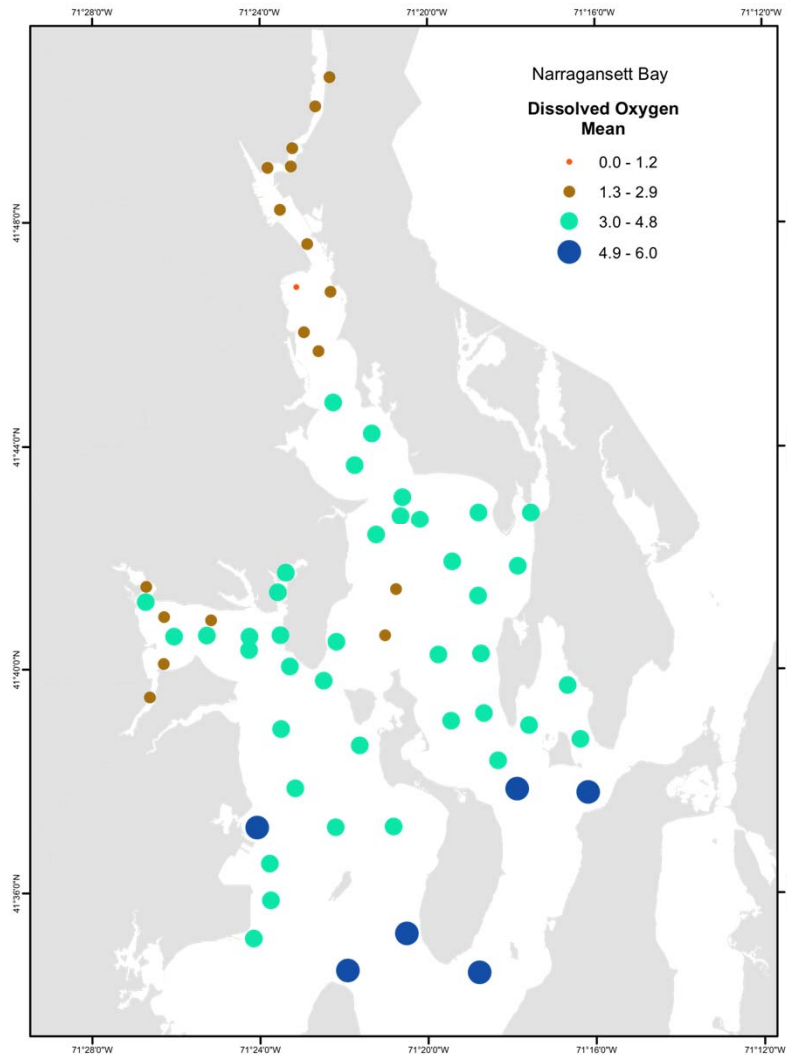 71°28'0"W 71°24'0"W 71°20'0"W 71°16'0"W 71°12'0"W
Narragansett Bay
Dissolved Oxygen
Mean
0.0 - 1.2
1.3 - 2.9
3.0 - 4.8
4.9 - 6.0
41°48'0"N
41°44'0"N
41°40'0"N
41°36'0"N
71°28'0"W 71°24'0"W 71°20'0"W 71°16'0"W 71°12'0"W